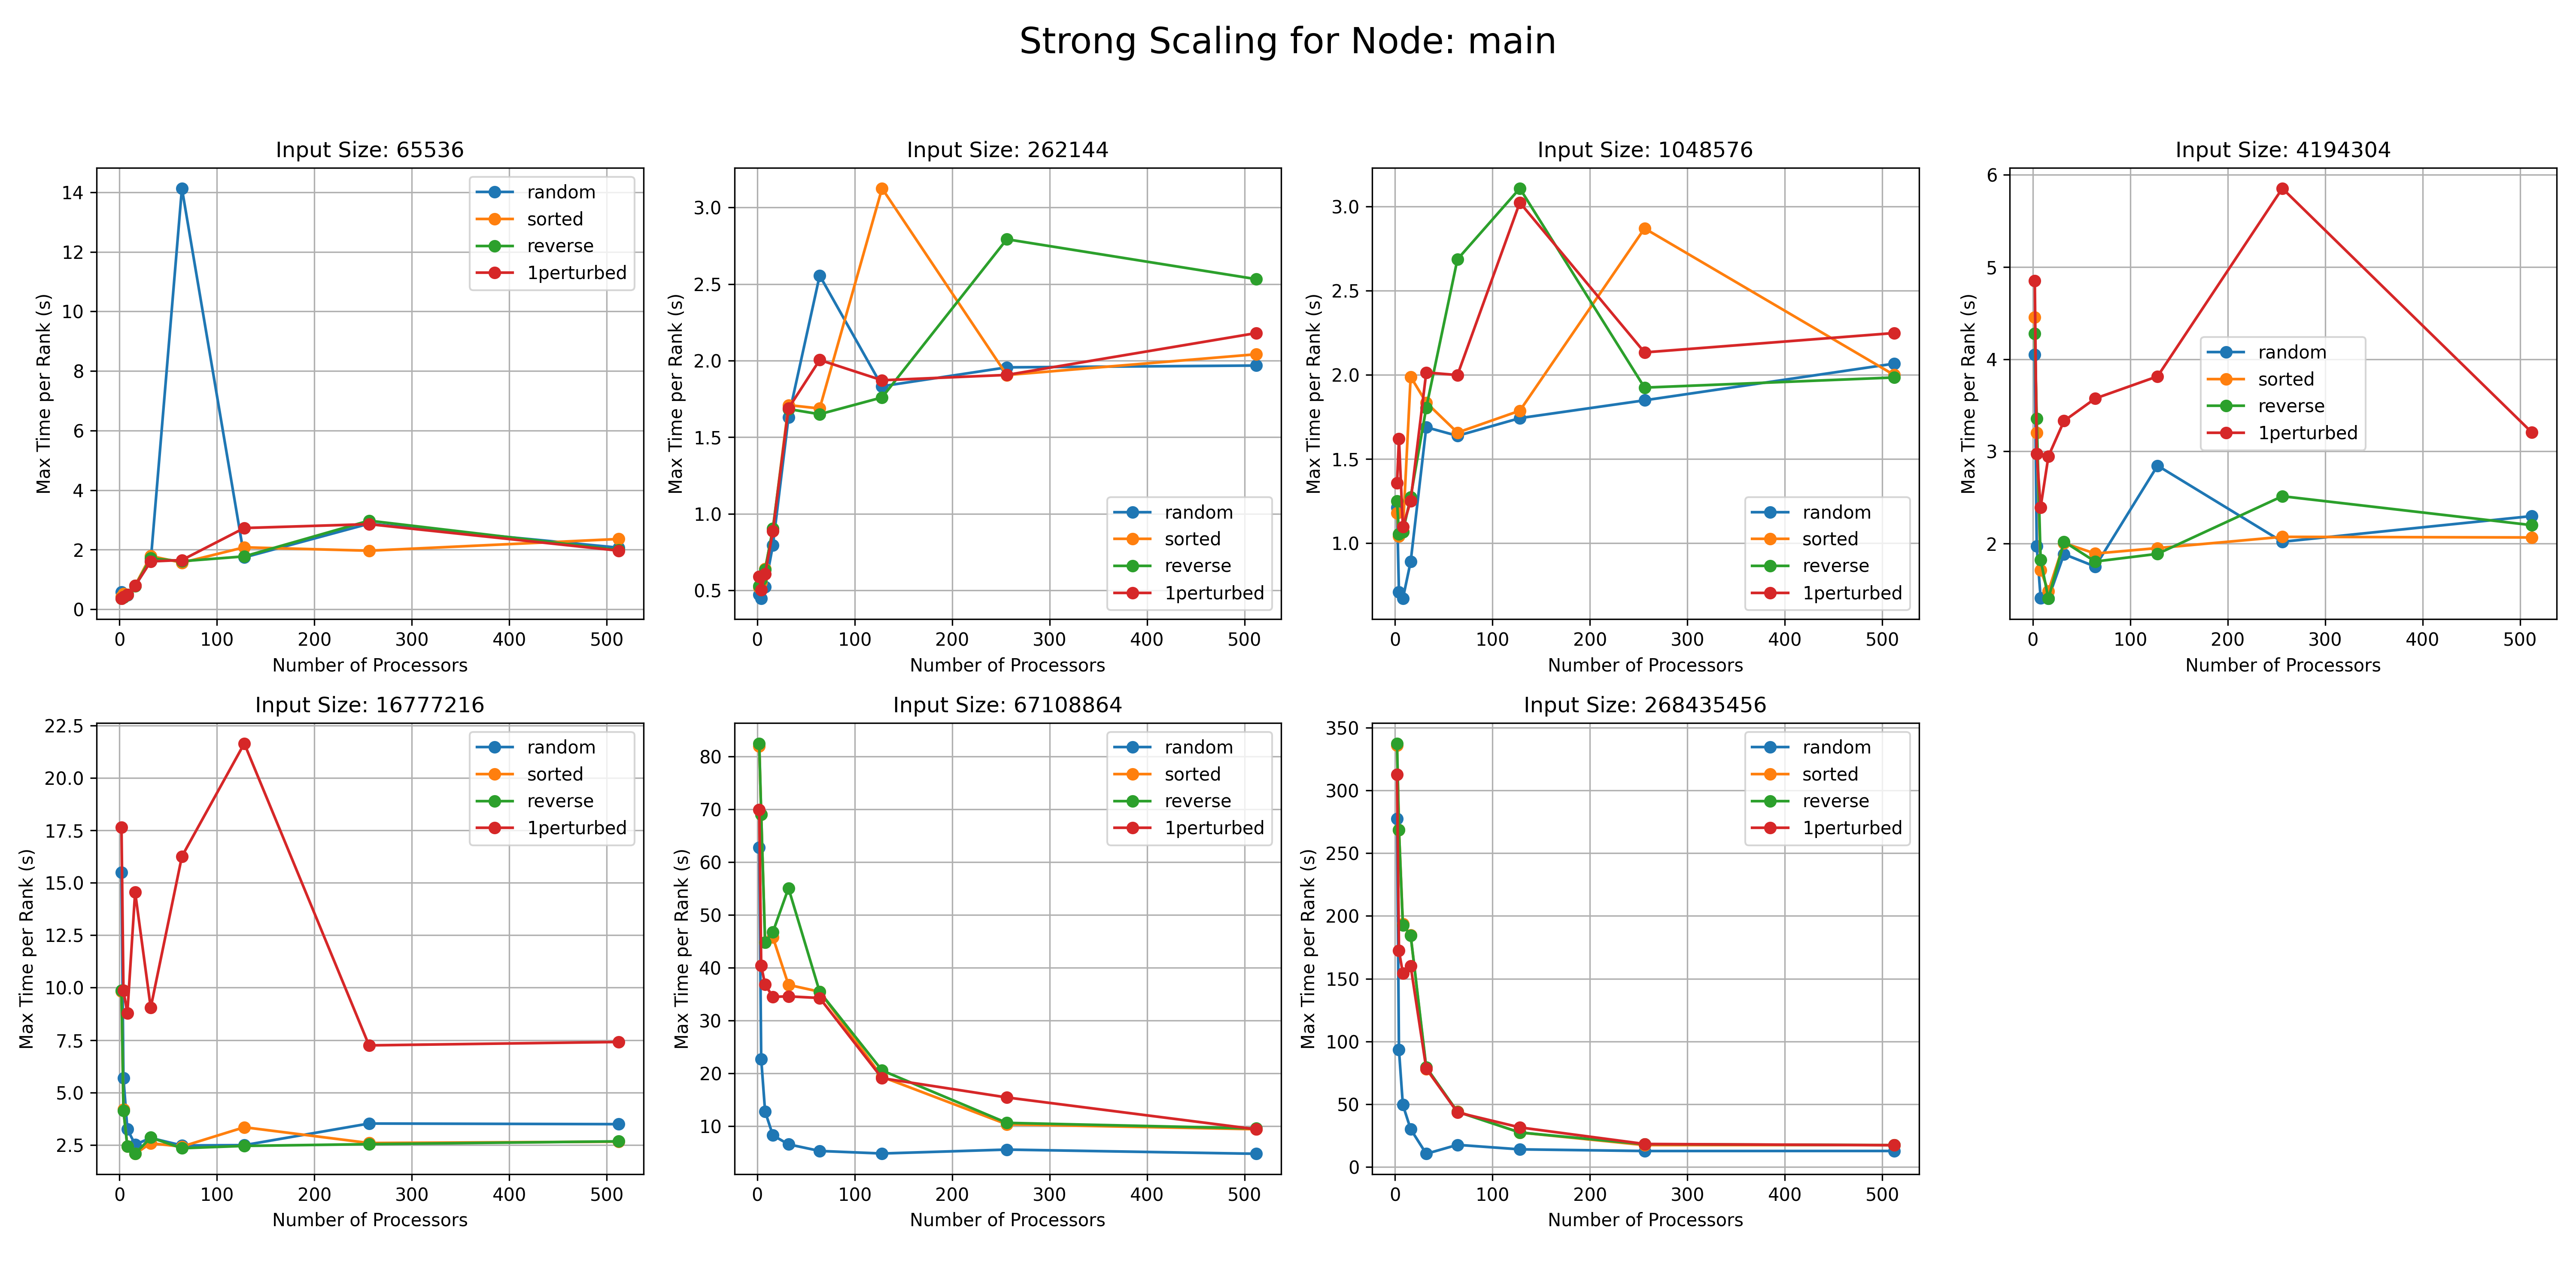 Strong Scaling for Node: main
Input Size: 65536
14
12
10
8
6
4
2
0
Max Time per Rank (s)
random
sorted
reverse
1perturbed
0 100 200 300 400 500
Number of Processors
Input Size: 262144
3.0
2.5
2.0
1.5
1.0
0.5
Max Time per Rank (s)
random
sorted
reverse
1perturbed
0 100 200 300 400 500
Number of Processors
Input Size: 1048576
3.0
2.5
2.0
1.5
1.0
Max Time per Rank (s)
random
sorted
reverse
1perturbed
0 100 200 300 400 500
Number of Processors
Input Size: 4194304
6
5
4
3
2
Max Time per Rank (s)
random
sorted
reverse
1perturbed
0 100 200 300 400 500
Number of Processors
Input Size: 16777216
22.5
20.0
17.5
15.0
12.5
10.0
7.5
5.0
2.5
Max Time per Rank (s)
random
sorted
reverse
1perturbed
0 100 200 300 400 500
Number of Processors
Input Size: 67108864
80
70
60
50
40
30
20
10
Max Time per Rank (s)
random
sorted
reverse
1perturbed
0 100 200 300 400 500
Number of Processors
Input Size: 268435456
350
300
250
200
150
100
50
0
Max Time per Rank (s)
random
sorted
reverse
1perturbed
0 100 200 300 400 500
Number of Processors